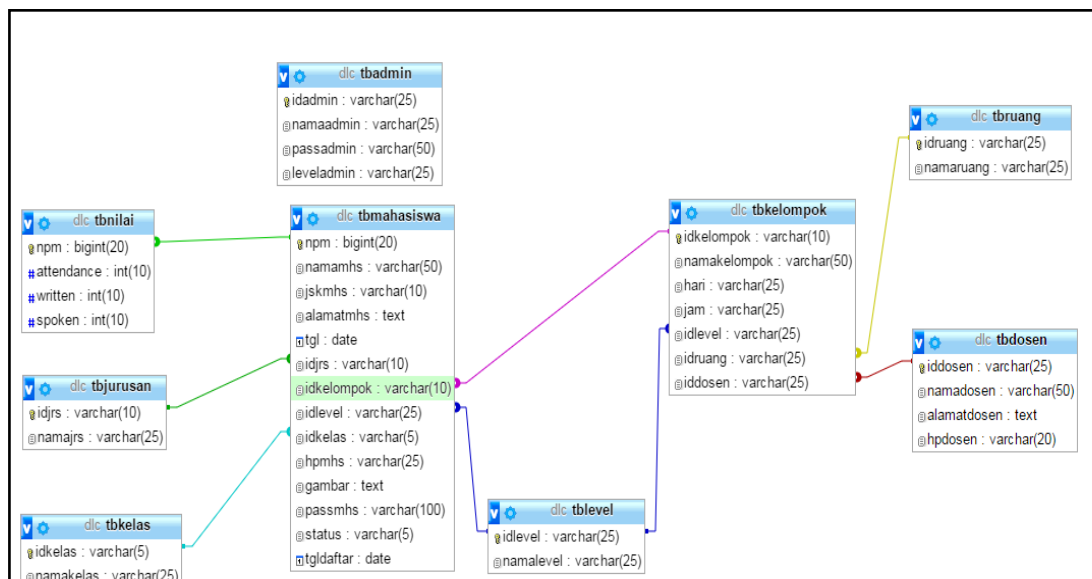 dlc tbadmin
idadmin : varchar(25)
namaadmin : varchar(25)
passadmin : varchar(50)
leveladmin : varchar(25)
dlc tbruang
idruang : varchar(25)
namaruang : varchar(25)
dlc tbnilai
npm : bigint(20)
attendance : int(10)
written : int(10)
spoken : int(10)
dlc tbmahasiswa
npm : bigint(20)
namamhs : varchar(50)
jskmhs : varchar(10)
alamatmhs : text
tgl : date
idjrs : varchar(10)
idkelompok : varchar(10)
idlevel : varchar(25)
idkelas : varchar(5)
hpmhs : varchar(25)
gambar : text
passmhs : varchar(100)
status : varchar(5)
tgldaftar : date
dlc tbkelompok
idkelompok : varchar(10)
namakelompok : varchar(50)
hari : varchar(25)
jam : varchar(25)
idlevel : varchar(25)
idruang : varchar(25)
iddosen : varchar(25)
dlc tbdosen
iddosen : varchar(25)
namadosen : varchar(50)
alamatdosen : text
hpdosen : varchar(20)
dlc tbjurusan
idjrs : varchar(10)
namajrs : varchar(25)
dlc tblevel
idlevel : varchar(25)
namalevel : varchar(25)
dlc tbkelas
idkelas : varchar(5)
namakelas : varchar(25)